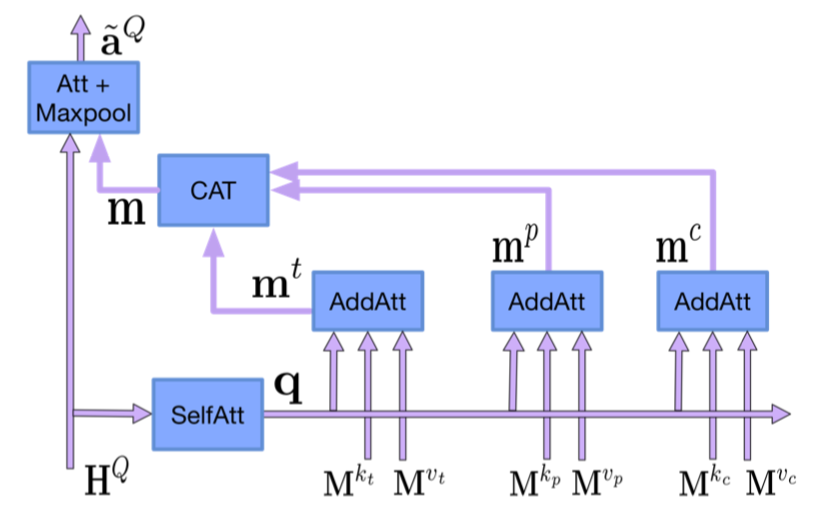 ã^Q
Att +
Maxpool
CAT
m
m^p
m^c
m^t
AddAtt
AddAtt
AddAtt
q
SelfAtt
H^Q
M^{k_t} M^{v_t}
M^{k_p} M^{v_p}
M^{k_c} M^{v_c}